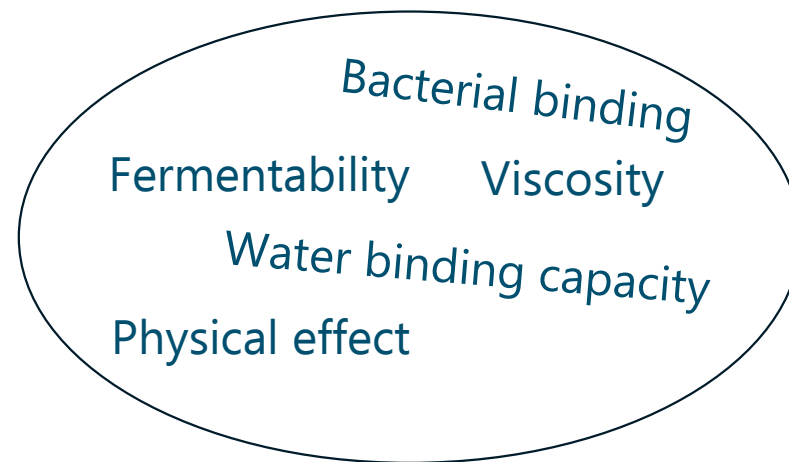 Bacterial binding
Fermentability
Viscosity
Water binding capacity
Physical effect